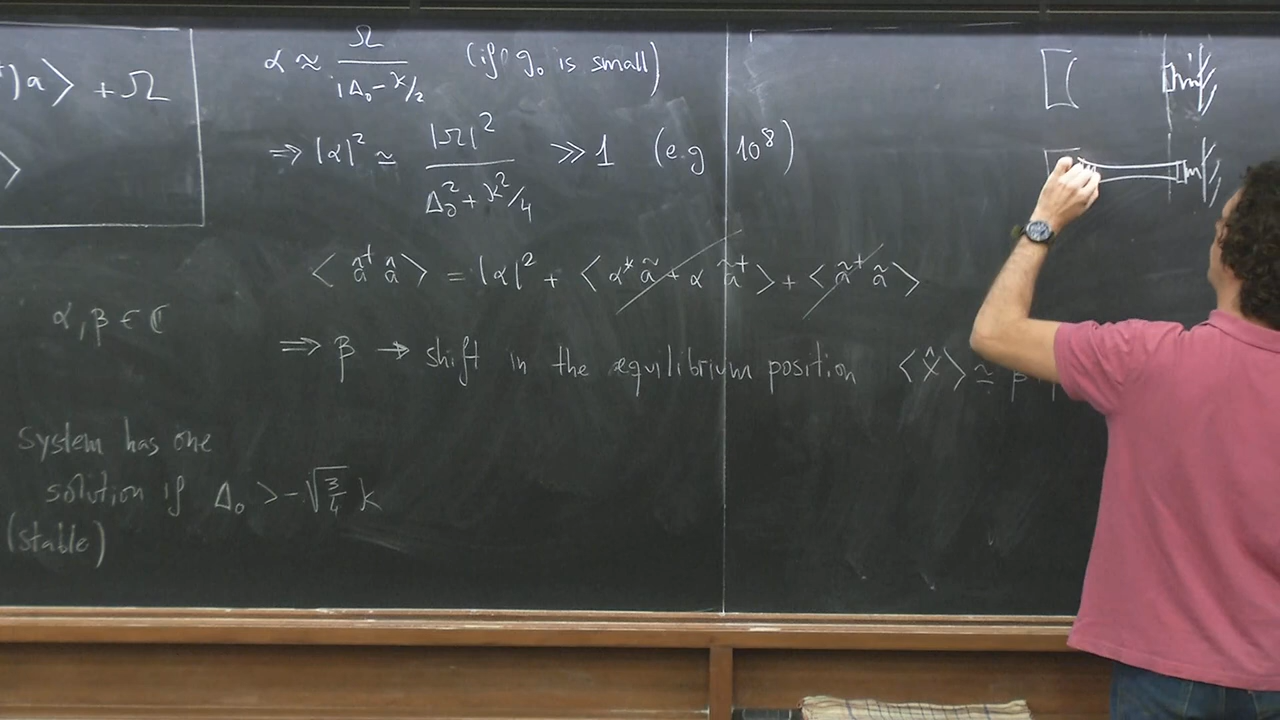 †)a⟩ + Ω
⟩
α ≈ Ω / (iΔ₀ - κ/2) (if g₀ is small)
⇒ |α|² ≃ |Ω|² / (Δ₀² + κ²/4) ≫ 1 (e.g 10⁸)
⟨â† â⟩ = |α|² + ⟨α* ã + α ㆠ⟩ + ⟨ㆠã⟩
α, β ∈ ℂ
⇒ β → shift in the equilibrium position ⟨x̂⟩ ≃ β +
System has one
solution if Δ₀ > -√(3/4) κ
(stable)